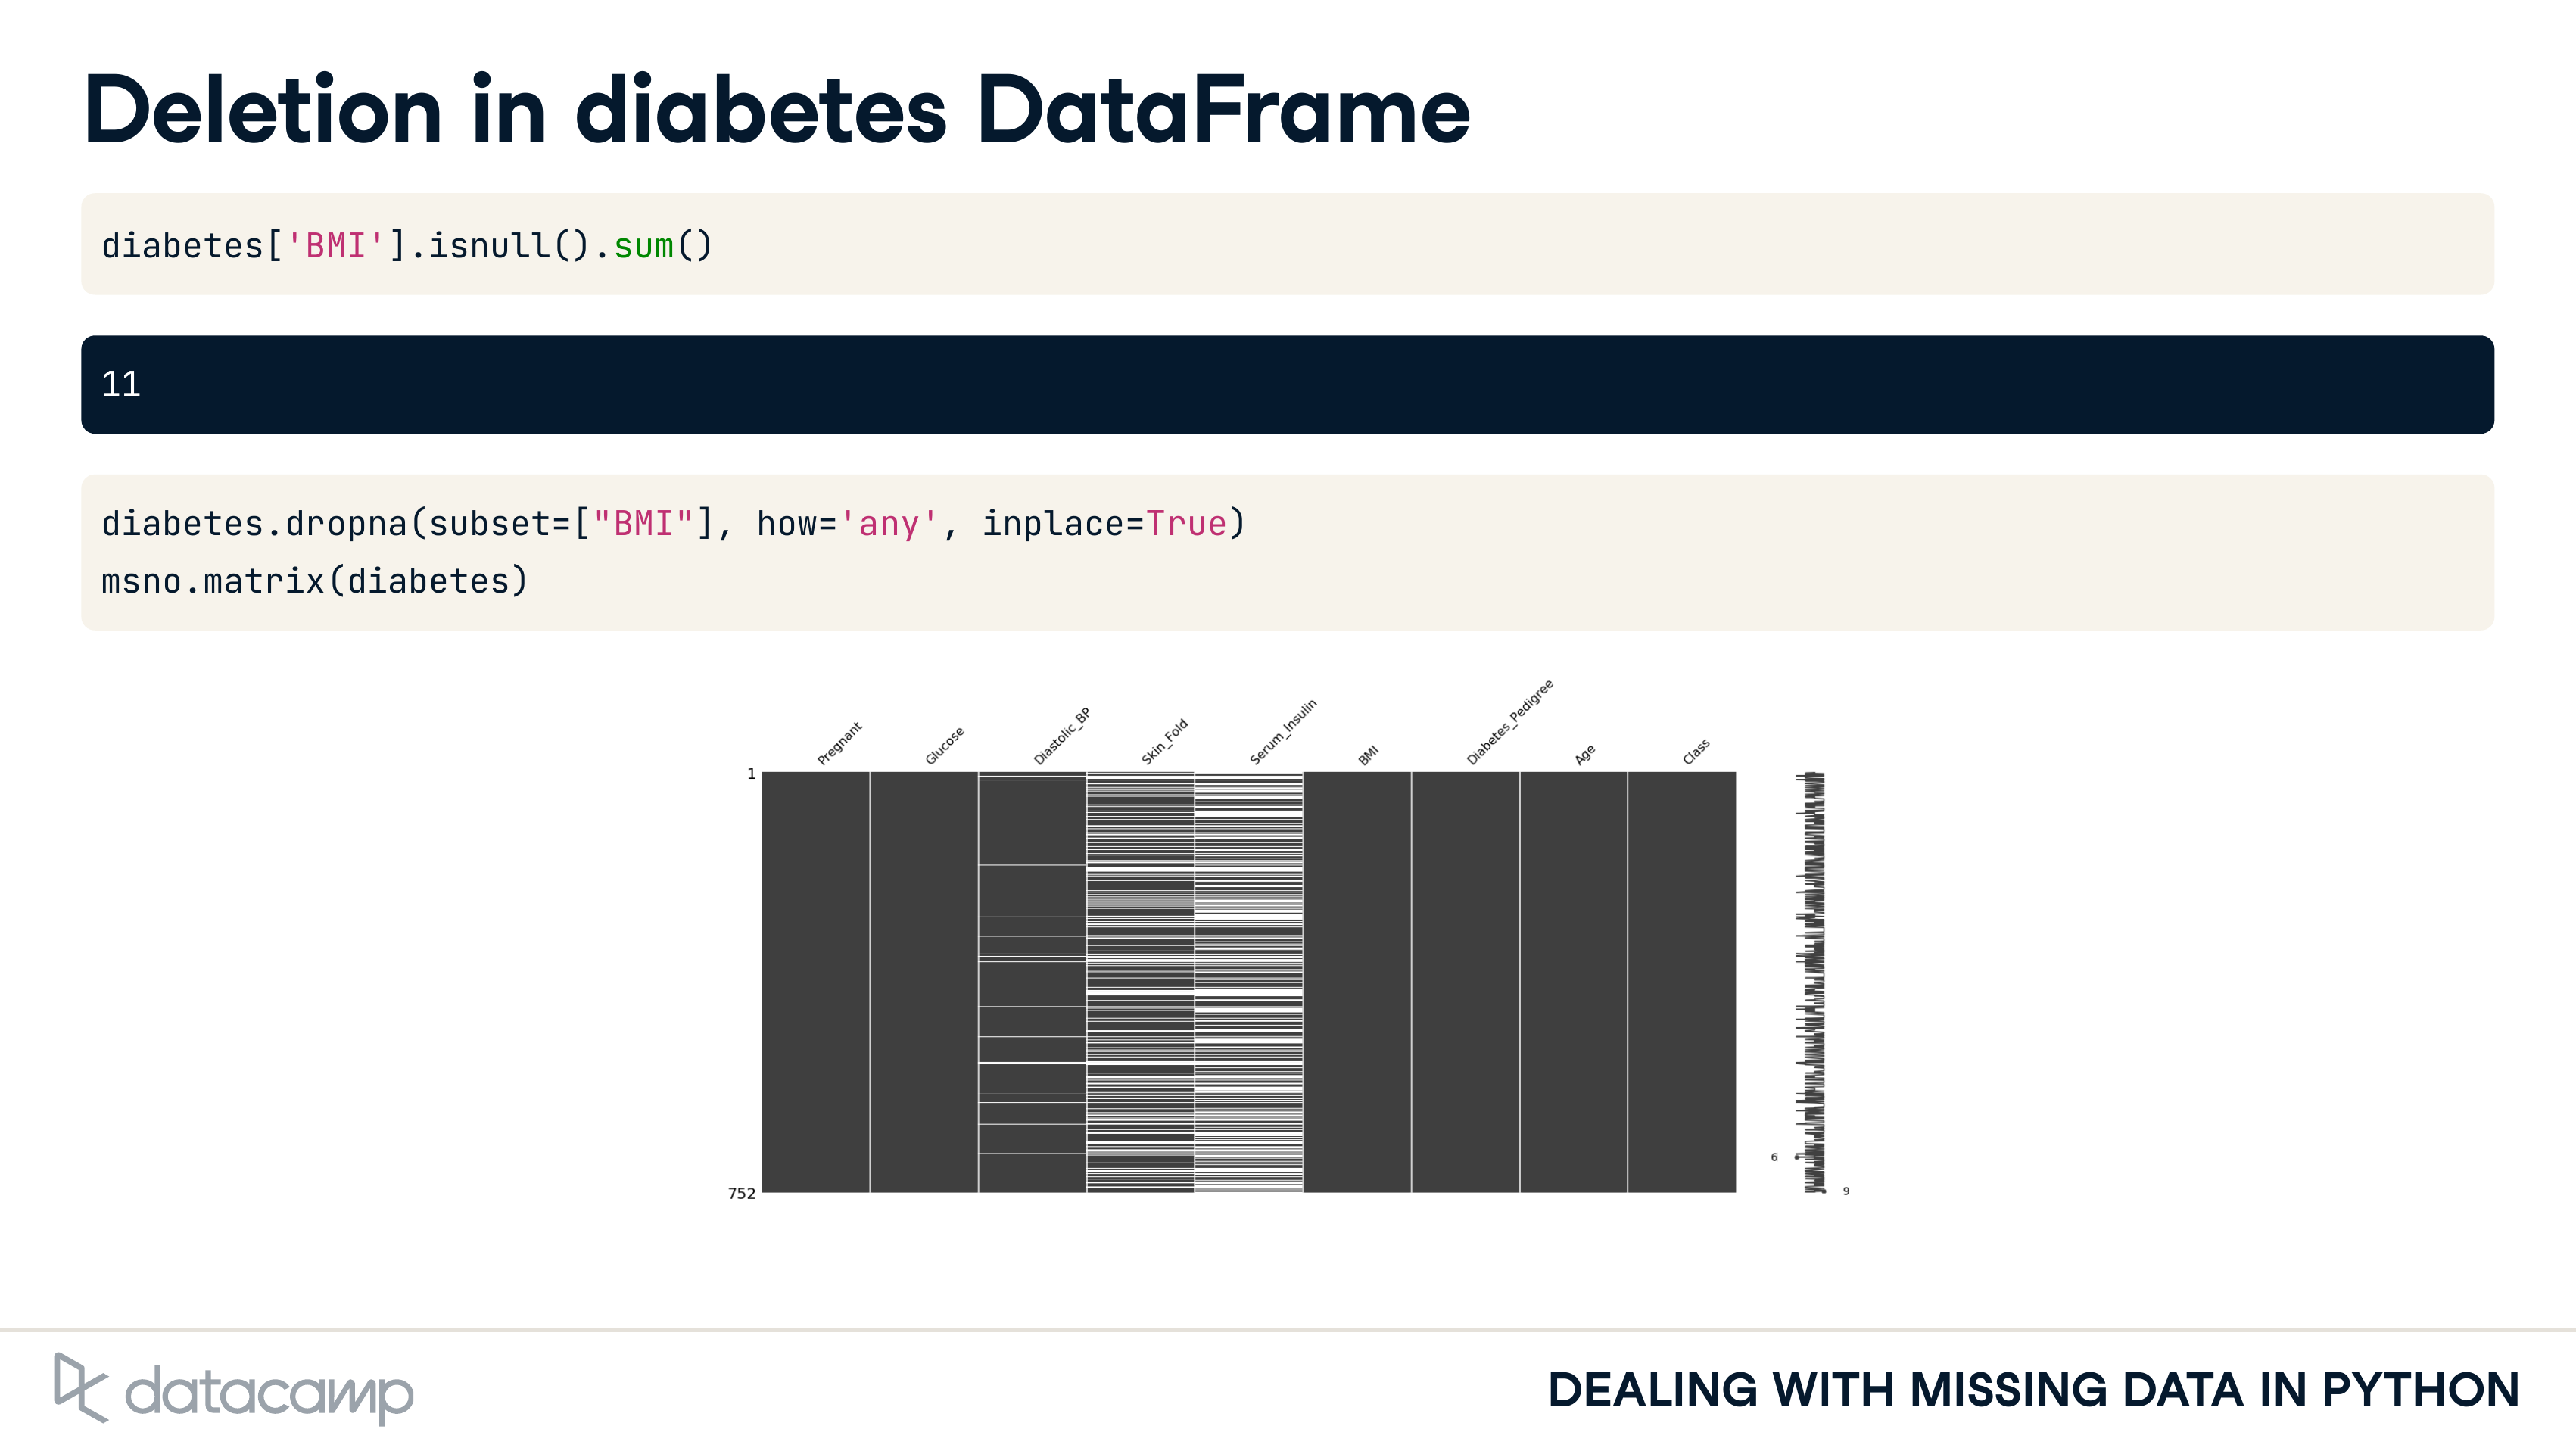 Deletion in diabetes DataFrame
diabetes['BMI'].isnull().sum()
11
diabetes.dropna(subset=["BMI"], how='any', inplace=True)
msno.matrix(diabetes)
Pregnant
Glucose
Diastolic_BP
Skin_Fold
Serum_Insulin
BMI
Diabetes_Pedigree
Age
Class
1
752
6
9
datacamp
DEALING WITH MISSING DATA IN PYTHON